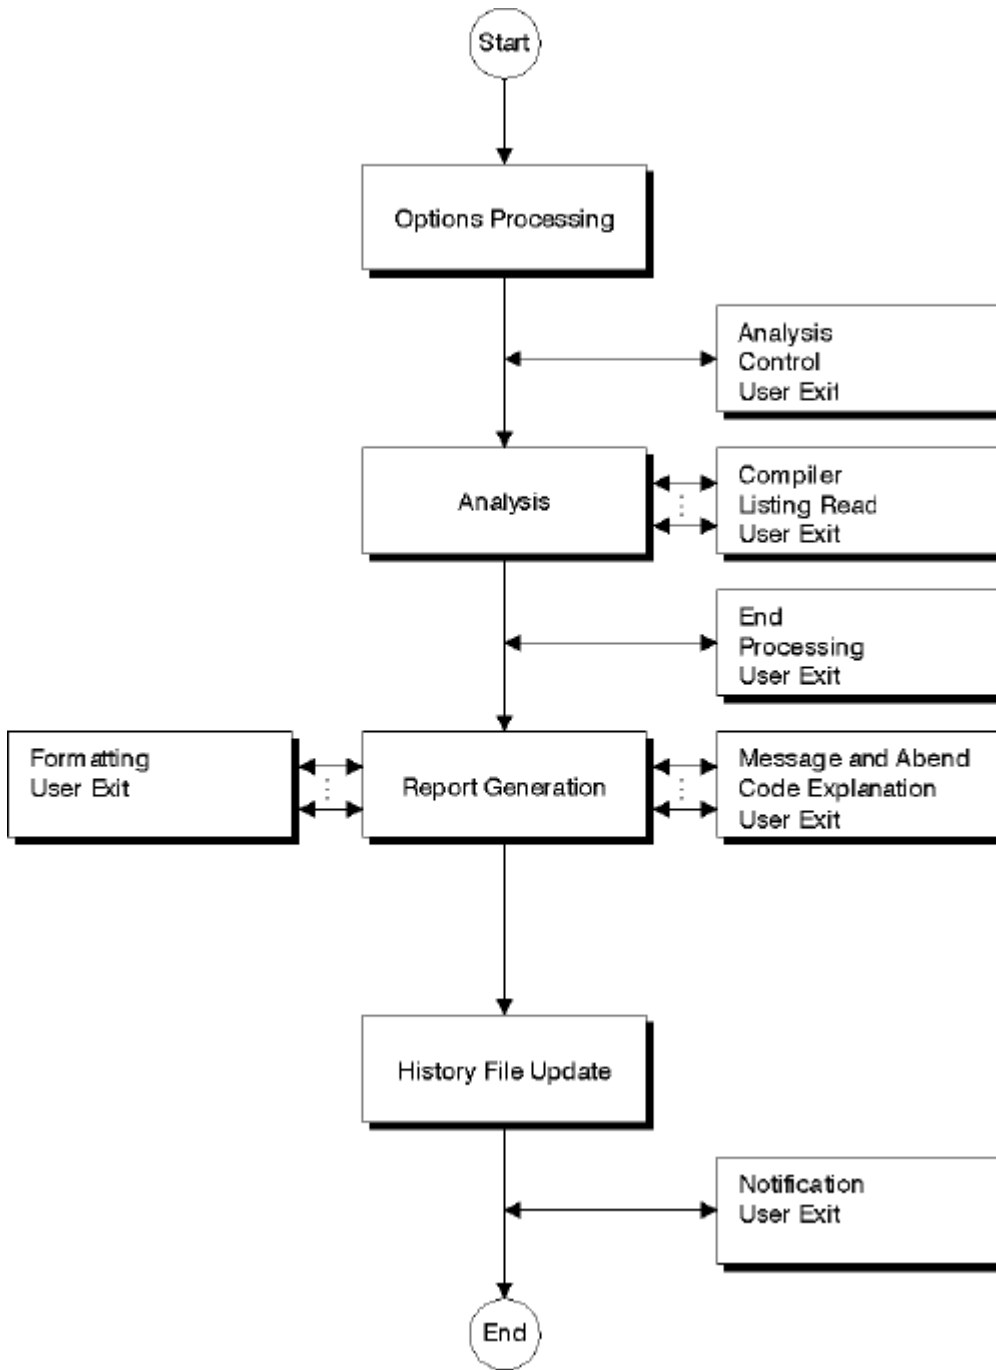 Start
Options Processing
Analysis
Control
User Exit
Analysis
Compiler
Listing Read
User Exit
End
Processing
User Exit
Formatting
User Exit
Report Generation
Message and Abend
Code Explanation
User Exit
History File Update
Notification
User Exit
End